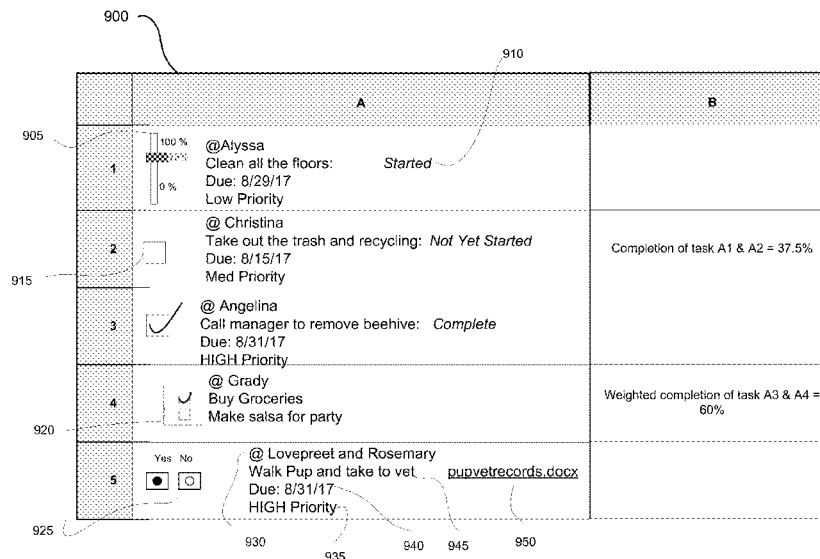 900
910
A
B
905
100 %
75%
0 %
1
@Alyssa
Clean all the floors: Started
Due: 8/29/17
Low Priority
2
@ Christina
Take out the trash and recycling: Not Yet Started
Due: 8/15/17
Med Priority
Completion of task A1 & A2 = 37.5%
915
3
@ Angelina
Call manager to remove beehive: Complete
Due: 8/31/17
HIGH Priority
4
@ Grady
Buy Groceries
Make salsa for party
Weighted completion of task A3 & A4 =
60%
920
5
Yes No
@ Lovepreet and Rosemary
Walk Pup and take to vet pupvetrecords.docx
Due: 8/31/17
HIGH Priority
925
930
935
940
945
950